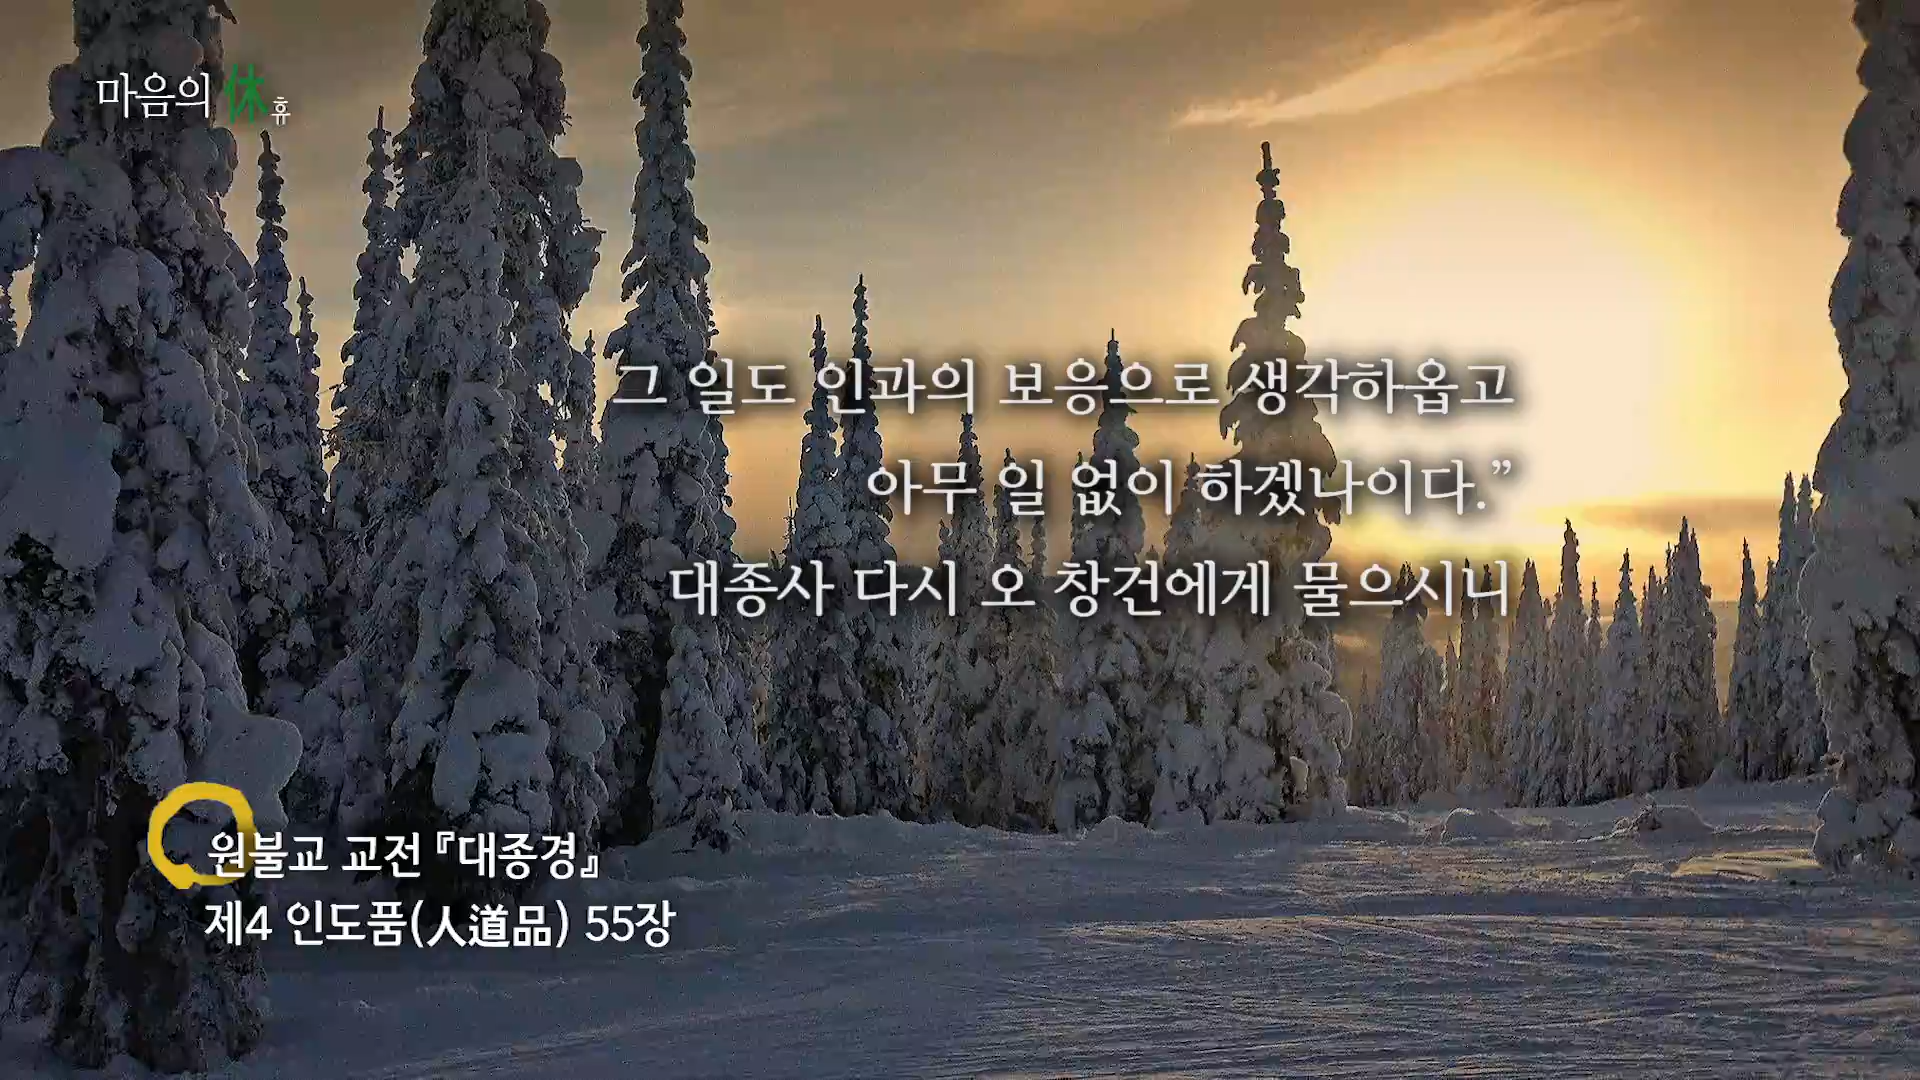 마음의 休 휴
그 일도 인과의 보응으로 생각하옵고
아무 일 없이 하겠나이다.”
대종사 다시 오 창건에게 물으시니
원불교 교전 『대종경』
제4 인도품(人道品) 55장